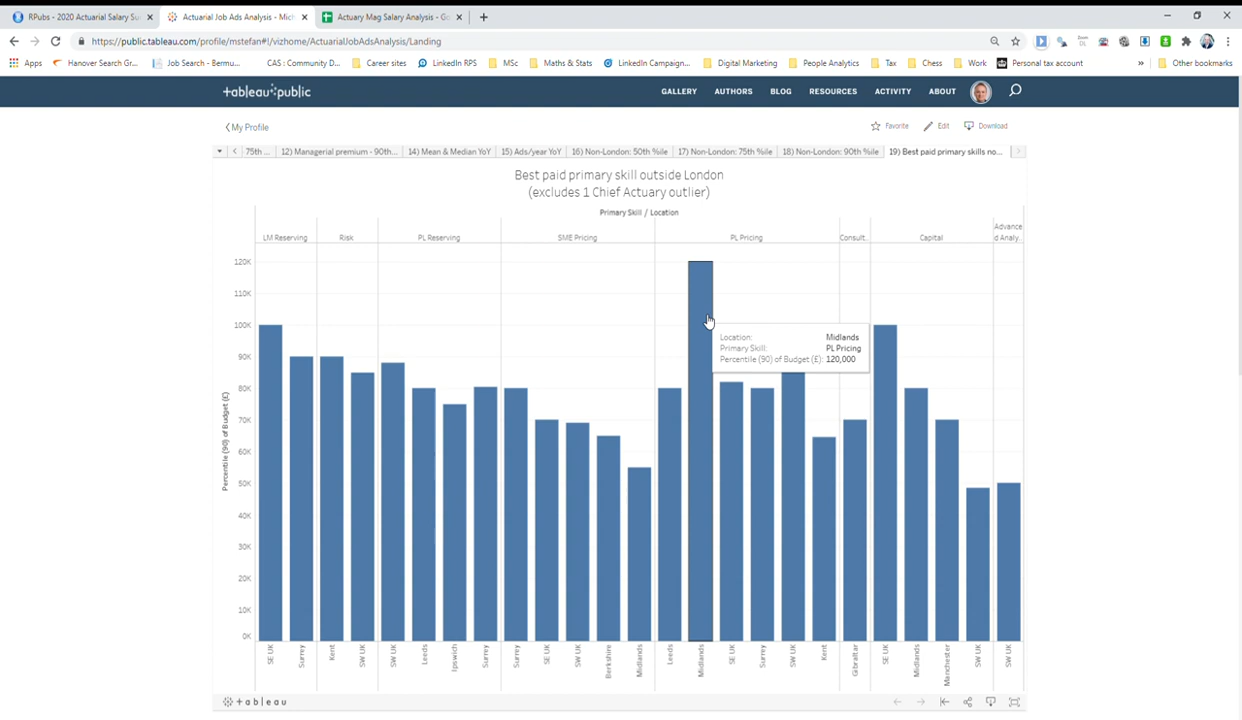 RPubs - 2020 Actuarial Salary Su
Actuarial Job Ads Analysis - Mich
Actuary Mag Salary Analysis - Go
https://public.tableau.com/profile/mstefan#!/vizhome/ActuarialJobAdsAnalysis/Landing
Apps
Hanover Search Gr...
Job Search - Bermu...
CAS : Community D...
Career sites
LinkedIn RPS
MSc
Maths & Stats
LinkedIn Campaign...
Digital Marketing
People Analytics
Tax
Chess
Work
Personal tax account
»
Other bookmarks
+ableau public
GALLERY
AUTHORS
BLOG
RESOURCES
ACTIVITY
ABOUT
My Profile
Favorite
Edit
Download
75th ...
12) Managerial premium - 90th...
14) Mean & Median YoY
15) Ads/year YoY
16) Non-London: 50th %ile
17) Non-London: 75th %ile
18) Non-London: 90th %ile
19) Best paid primary skills no...
Best paid primary skill outside London
(excludes 1 Chief Actuary outlier)
Primary Skill / Location
LM Reserving
Risk
PL Reserving
SME Pricing
PL Pricing
Consult..
Capital
Advance
d Analy..
Percentile (90) of Budget (£)
120K
110K
100K
90K
80K
70K
60K
50K
40K
30K
20K
10K
0K
Location: Midlands
Primary Skill: PL Pricing
Percentile (90) of Budget (£): 120,000
SE UK
Surrey
Kent
SW UK
SW UK
Leeds
Ipswich
Surrey
Surrey
SE UK
SW UK
Berkshire
Midlands
Leeds
Midlands
SE UK
Surrey
SW UK
Kent
Gibraltar
SE UK
Midlands
Manchester
SW UK
SW UK
+ableau